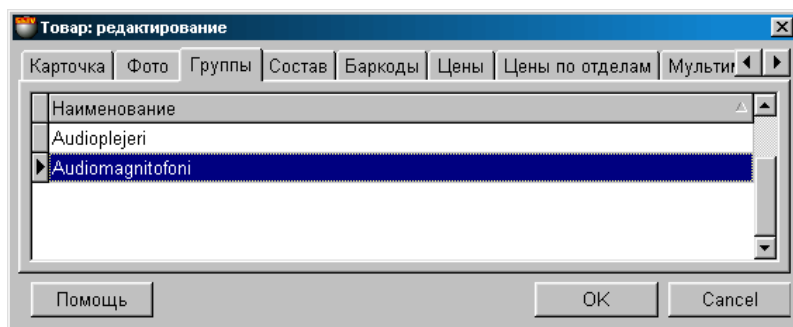 Товар: редактирование
Карточка Фото Группы Состав Баркоды Цены Цены по отделам
Наименование
Audioplejeri
Audiomagnitofoni
Помощь OK Cancel